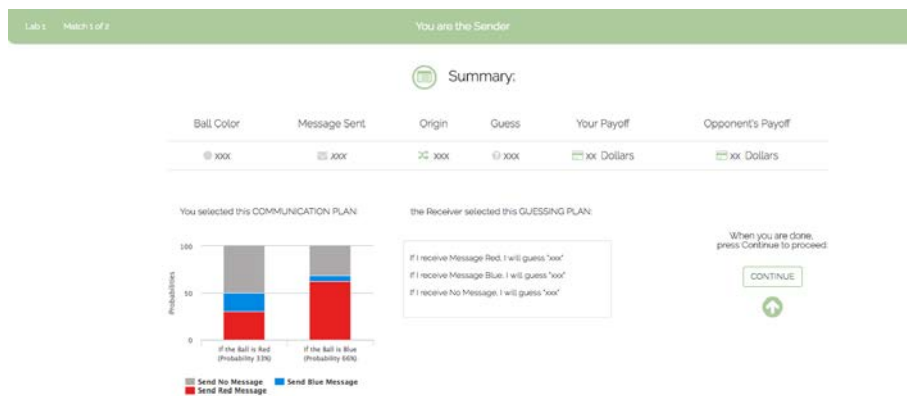 Lab 1 Match 1 of 2 You are the Sender
Summary:
Ball Color Message Sent Origin Guess Your Payoff Opponent's Payoff
xxx xxx xxx xxx xx Dollars xx Dollars
You selected this COMMUNICATION PLAN:
100
50
0
Probabilities
If the Ball is Red
(Probability 33%)
If the Ball is Blue
(Probability 66%)
Send No Message Send Blue Message
Send Red Message
the Receiver selected this GUESSING PLAN:
If I receive Message Red, I will guess "xxx"
If I receive Message Blue, I will guess "xxx"
If I receive No Message, I will guess "xxx"
When you are done,
press Continue to proceed.
CONTINUE